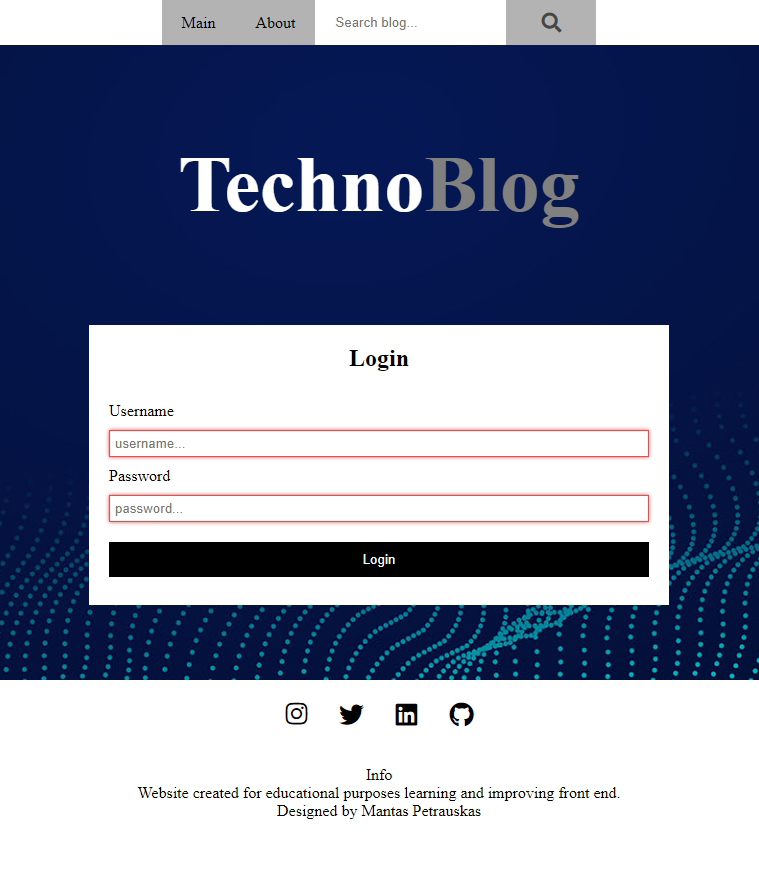 Main About Search blog...
TechnoBlog
Login
Username
username...
Password
password...
Login
Info
Website created for educational purposes learning and improving front end.
Designed by Mantas Petrauskas